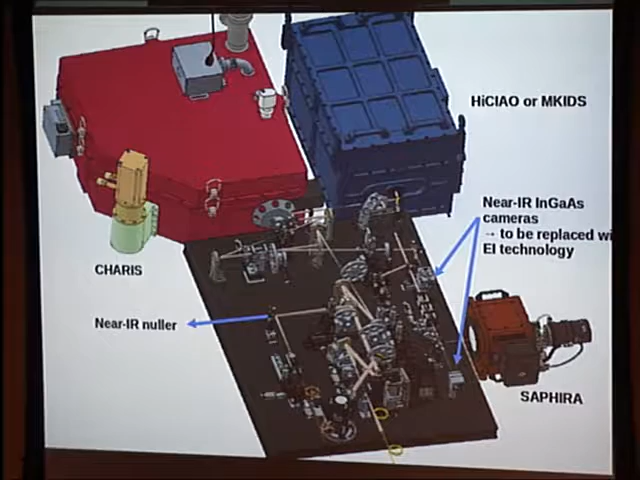 HiCIAO or MKIDS
Near-IR InGaAs
cameras
→ to be replaced wi
EI technology
CHARIS
Near-IR nuller
SAPHIRA